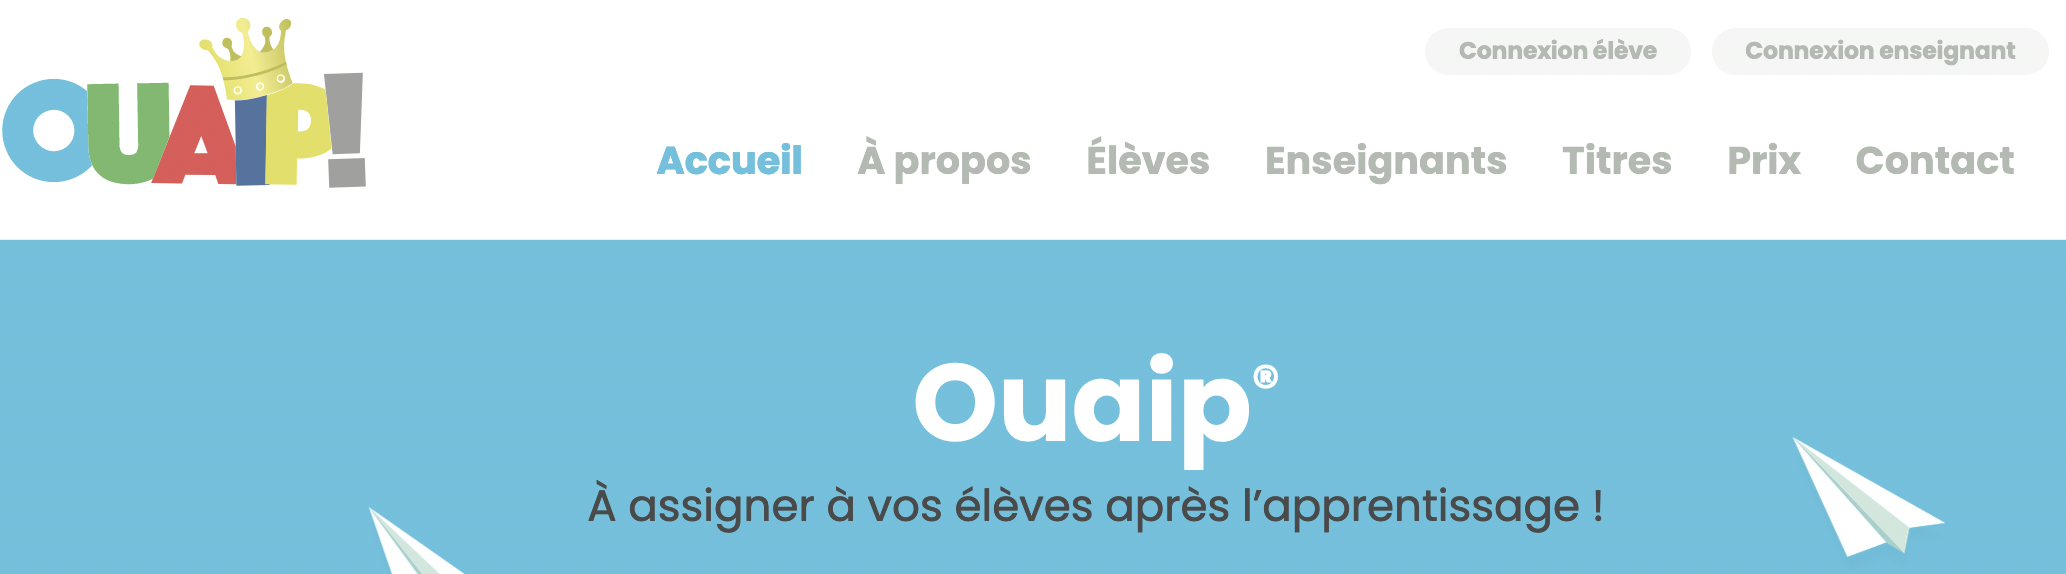 OUAIP!
Connexion élève Connexion enseignant
Accueil À propos Élèves Enseignants Titres Prix Contact
Ouaip®
À assigner à vos élèves après l’apprentissage !